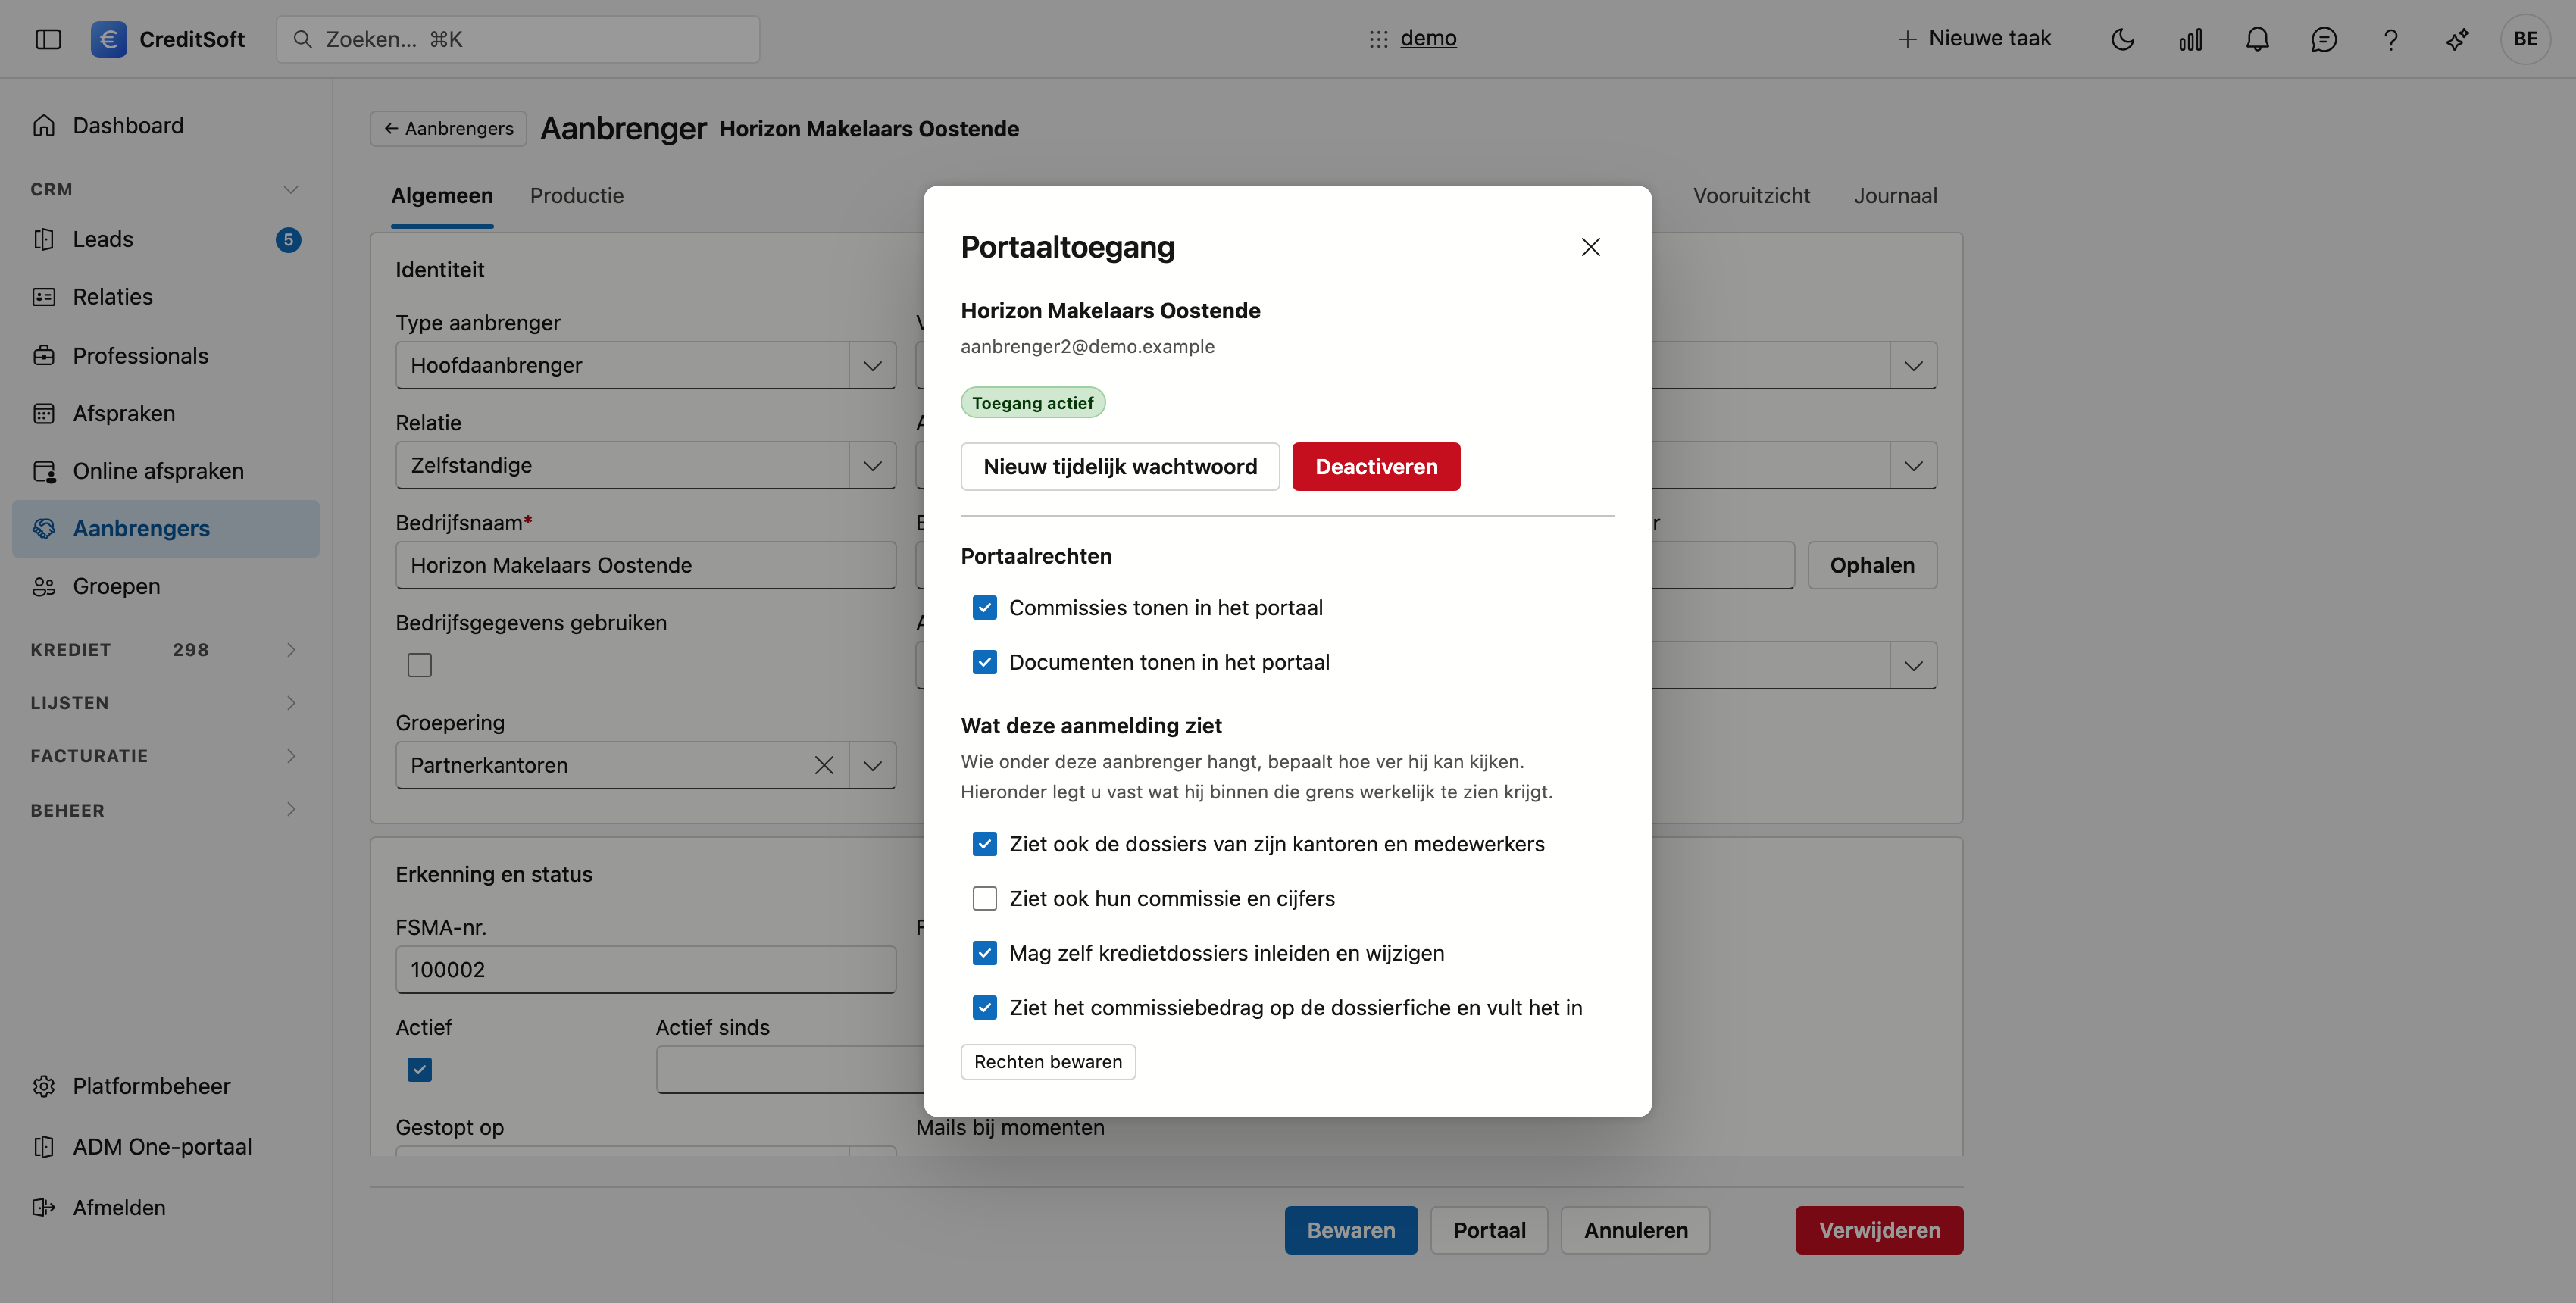 CreditSoft
Zoeken... ⌘K
demo
Nieuwe taak
BE
Dashboard
CRM
Leads
5
Relaties
Professionals
Afspraken
Online afspraken
Aanbrengers
Groepen
KREDIET 298
LIJSTEN
FACTURATIE
BEHEER
Platformbeheer
ADM One-portaal
Afmelden
← Aanbrengers
Aanbrenger Horizon Makelaars Oostende
Algemeen
Productie
Vooruitzicht
Journaal
Identiteit
Type aanbrenger
Hoofdaanbrenger
Relatie
Zelfstandige
Bedrijfsnaam*
Horizon Makelaars Oostende
Ophalen
Bedrijfsgegevens gebruiken
Groepering
Partnerkantoren
Erkenning en status
FSMA-nr.
100002
Actief
Actief sinds
Gestopt op
Mails bij momenten
Bewaren
Portaal
Annuleren
Verwijderen
Portaaltoegang
Horizon Makelaars Oostende
aanbrenger2@demo.example
Toegang actief
Nieuw tijdelijk wachtwoord
Deactiveren
Portaalrechten
Commissies tonen in het portaal
Documenten tonen in het portaal
Wat deze aanmelding ziet
Wie onder deze aanbrenger hangt, bepaalt hoe ver hij kan kijken.
Hieronder legt u vast wat hij binnen die grens werkelijk te zien krijgt.
Ziet ook de dossiers van zijn kantoren en medewerkers
Ziet ook hun commissie en cijfers
Mag zelf kredietdossiers inleiden en wijzigen
Ziet het commissiebedrag op de dossierfiche en vult het in
Rechten bewaren